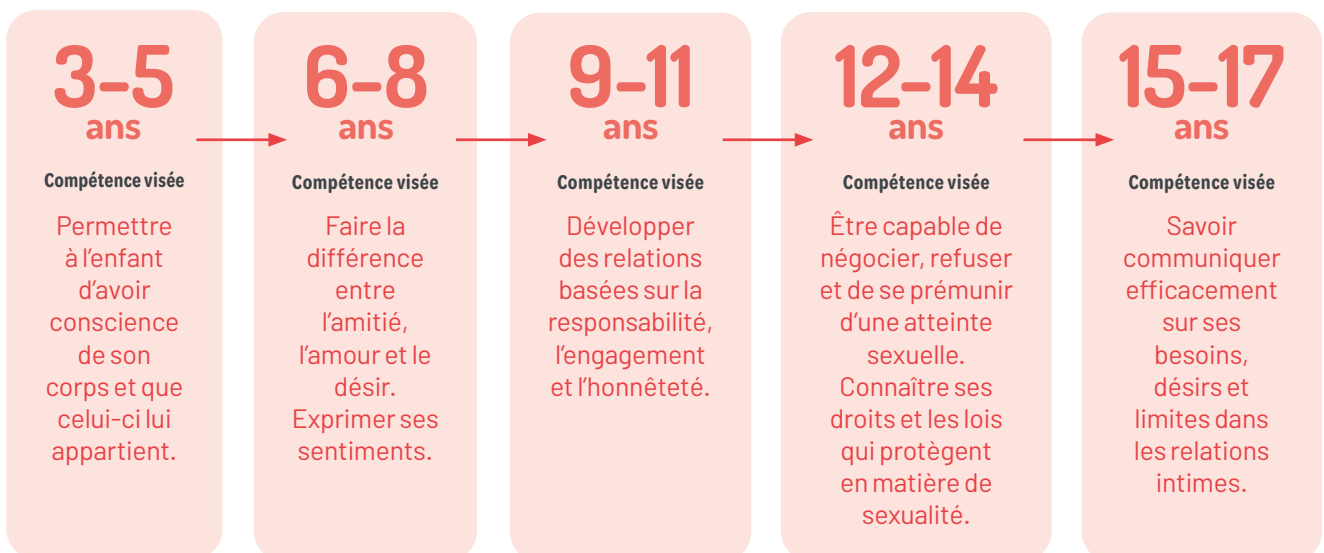 3-5
ans
Compétence visée
Permettre
à l'enfant
d'avoir
conscience
de son
corps et que
celui-ci lui
appartient.
6-8
ans
Compétence visée
Faire la
différence
entre
l'amitié,
l'amour et le
désir.
Exprimer ses
sentiments.
9-11
ans
Compétence visée
Développer
des relations
basées sur la
responsabilité,
l'engagement
et l'honnêteté.
12-14
ans
Compétence visée
Être capable de
négocier, refuser
et de se prémunir
d'une atteinte
sexuelle.
Connaître ses
droits et les lois
qui protègent
en matière de
sexualité.
15-17
ans
Compétence visée
Savoir
communiquer
efficacement
sur ses
besoins,
désirs et
limites dans
les relations
intimes.